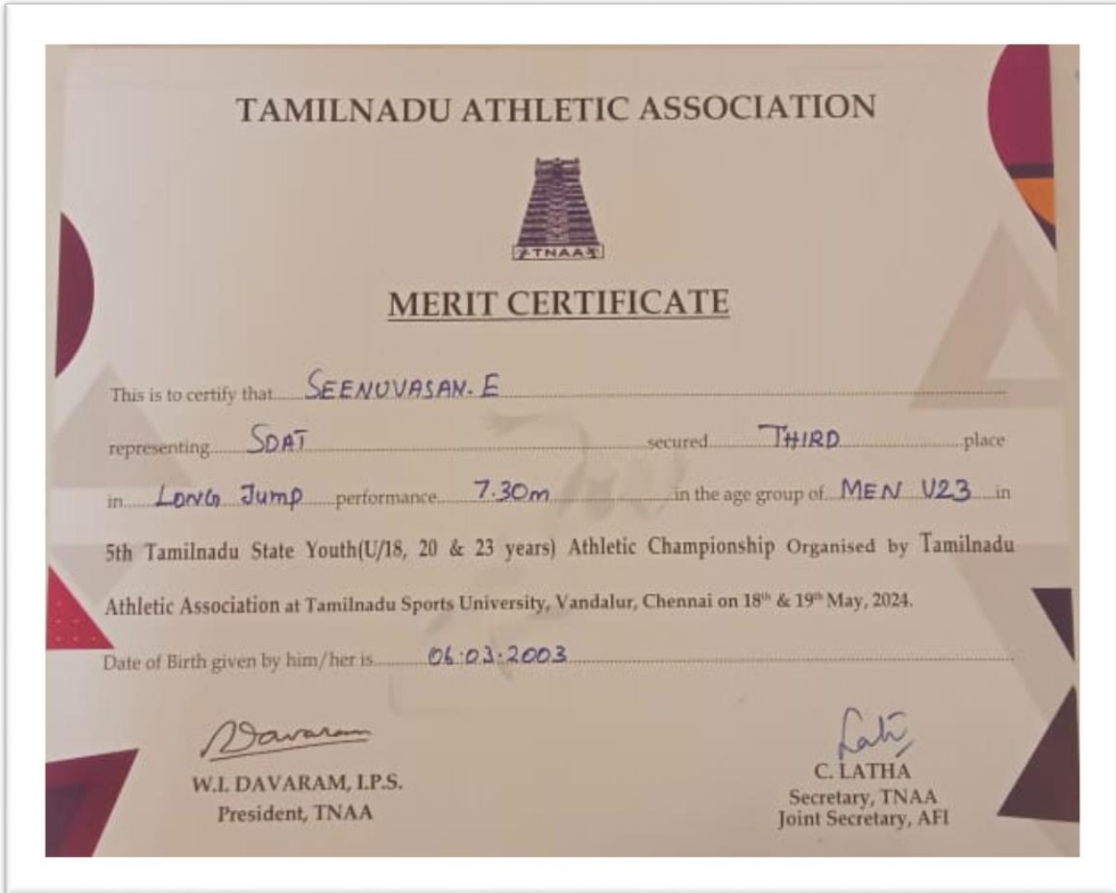 TAMILNADU ATHLETIC ASSOCIATION
TNAA
MERIT CERTIFICATE
This is to certify that SEENUVASAN. E
representing SDAT secured THIRD place
in LONG Jump performance 7.30m in the age group of MEN U23 in
5th Tamilnadu State Youth(U/18, 20 & 23 years) Athletic Championship Organised by Tamilnadu
Athletic Association at Tamilnadu Sports University, Vandalur, Chennai on 18th & 19th May, 2024.
Date of Birth given by him/her is 06.03.2003
Davaram
Latha
W.I. DAVARAM, I.P.S.
C. LATHA
President, TNAA
Secretary, TNAA
Joint Secretary, AFI